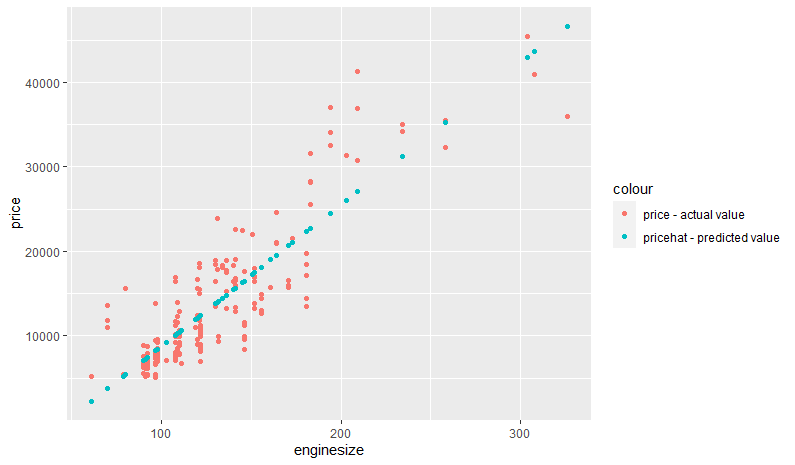 40000
30000
20000
10000
price
100
200
300
enginesize
colour
price - actual value
pricehat - predicted value